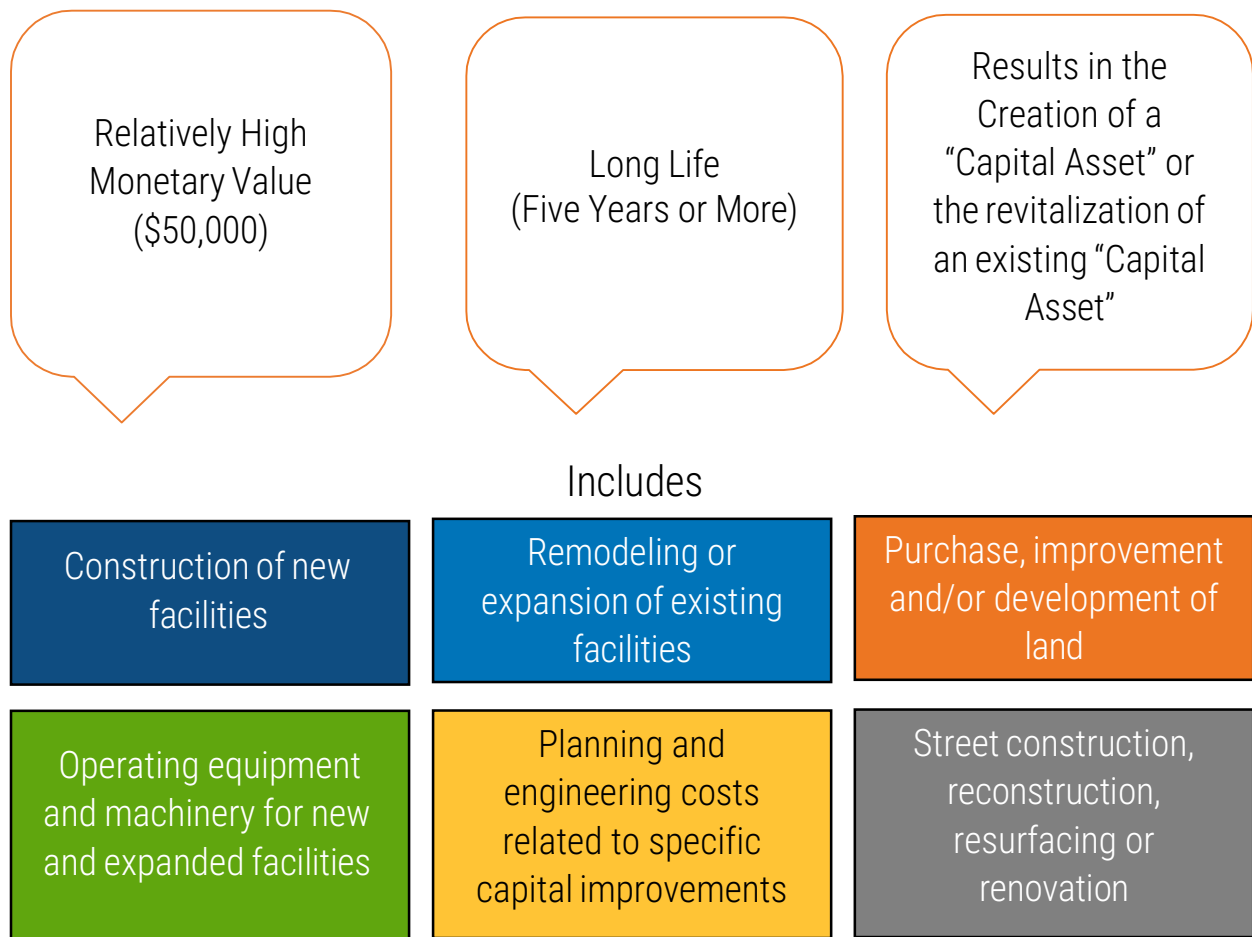 Relatively High
Monetary Value
($50,000)
Long Life
(Five Years or More)
Results in the
Creation of a
“Capital Asset” or
the revitalization of
an existing “Capital
Asset”
Includes
Construction of new
facilities
Remodeling or
expansion of existing
facilities
Purchase, improvement
and/or development of
land
Operating equipment
and machinery for new
and expanded facilities
Planning and
engineering costs
related to specific
capital improvements
Street construction,
reconstruction,
resurfacing or
renovation